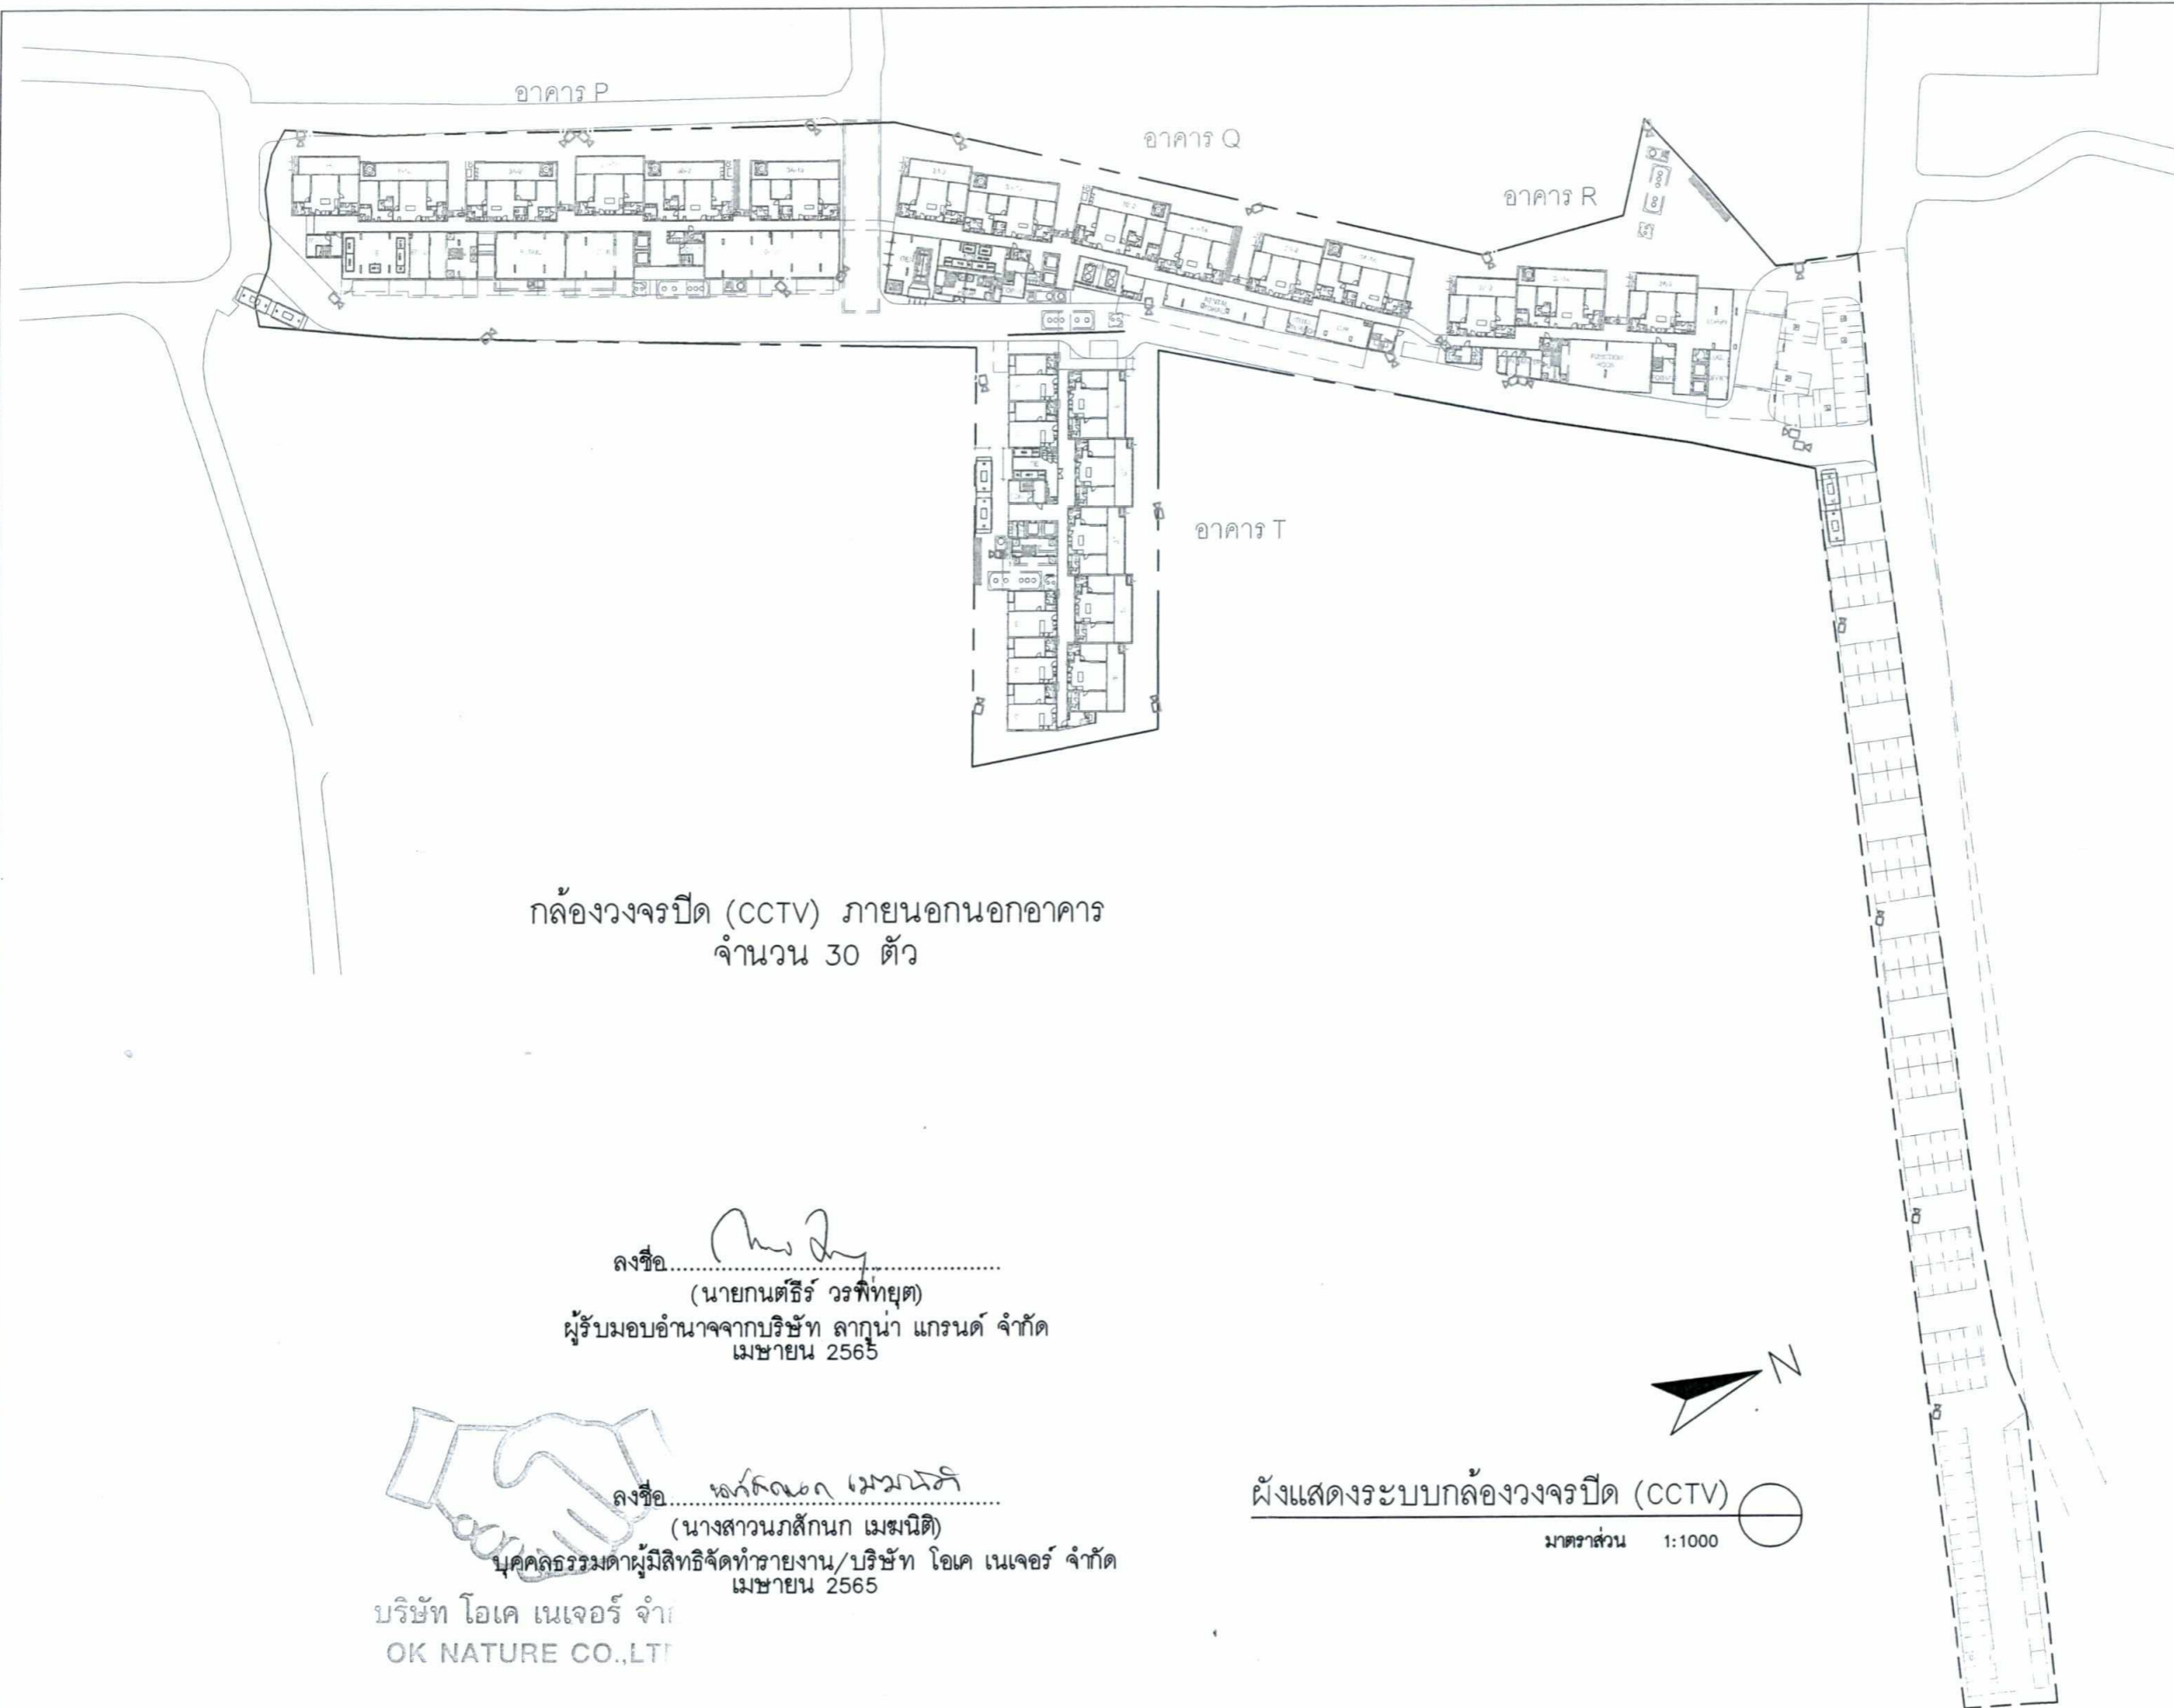 อาคาร P
อาคาร Q
อาคาร R
อาคาร T
กล้องวงจรปิด (CCTV) ภายนอกนอกอาคาร
จำนวน 30 ตัว
ลงชื่อ
(นายกนต์ธีร์ วรพิทยุต)
ผู้รับมอบอำนาจจากบริษัท ลากูน่า แกรนด์ จำกัด
เมษายน 2565
ลงชื่อ
(นางสาวนภสักนก เมฆนิติ)
บุคคลธรรมดาผู้มีสิทธิจัดทำรายงาน/บริษัท โอเค เนเจอร์ จำกัด
เมษายน 2565
บริษัท โอเค เนเจอร์
OK NATURE CO.,LT
N
ผังแสดงระบบกล้องวงจรปิด (CCTV)
มาตราส่วน 1:1000